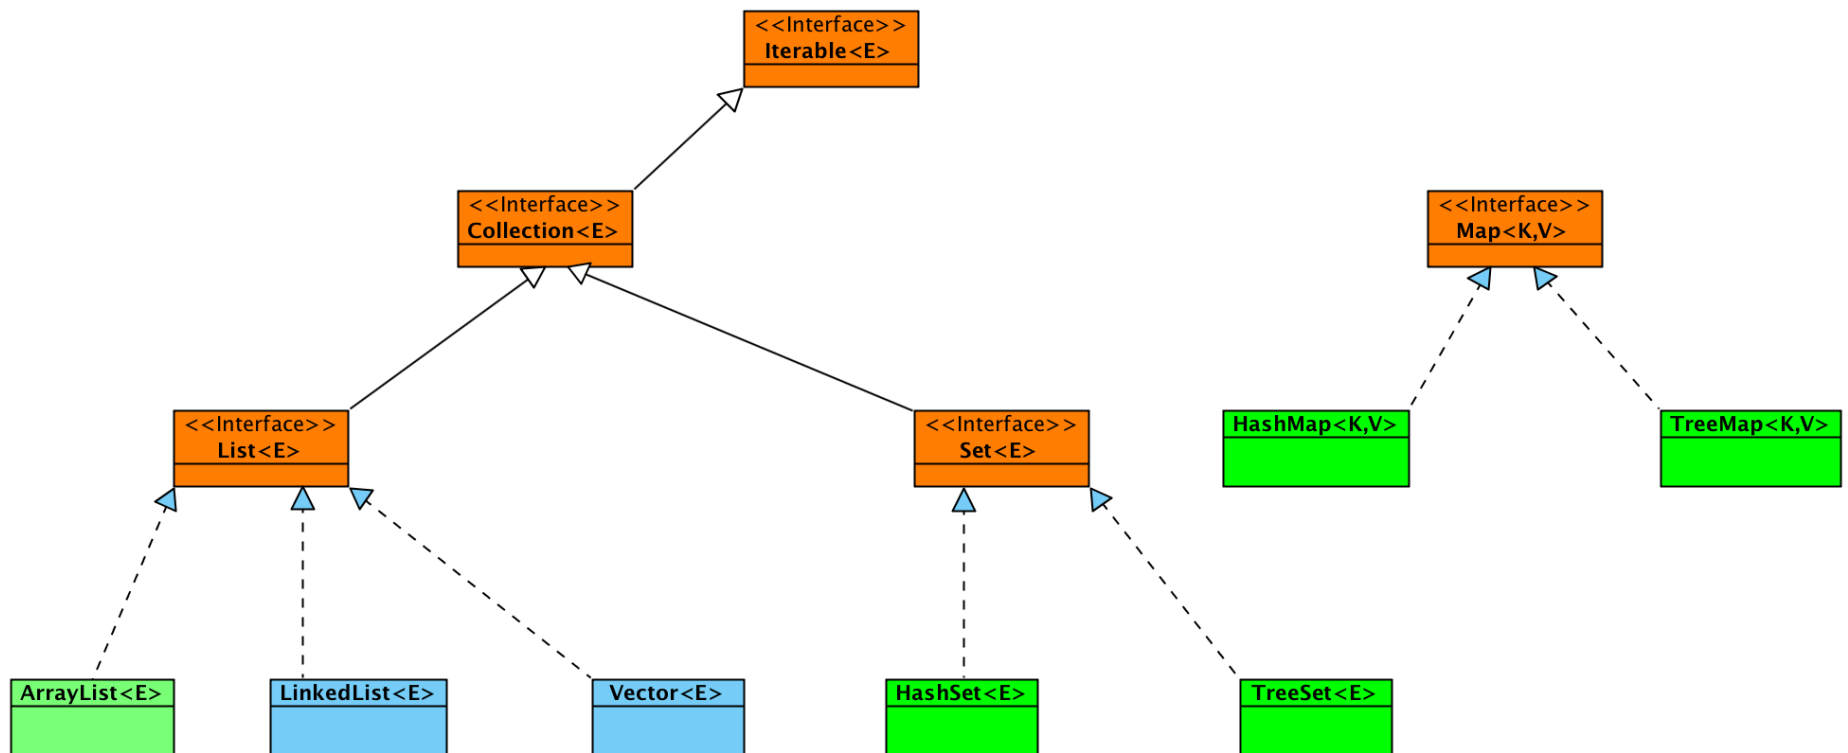 <<Interface>>
Iterable<E>
<<Interface>>
Collection<E>
<<Interface>>
Map<K,V>
<<Interface>>
List<E>
<<Interface>>
Set<E>
HashMap<K,V>
TreeMap<K,V>
ArrayList<E>
LinkedList<E>
Vector<E>
HashSet<E>
TreeSet<E>